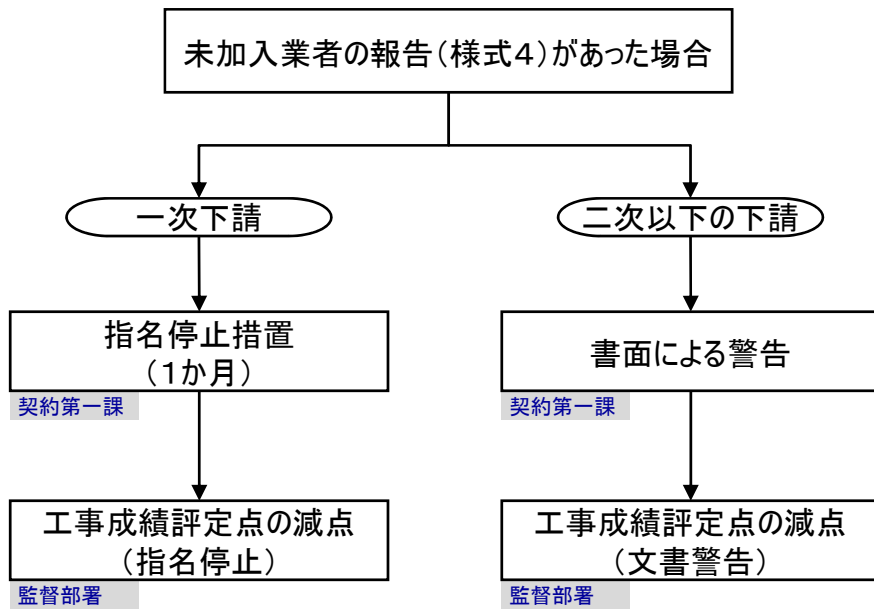 未加入業者の報告（様式４）があった場合
一次下請
二次以下の下請
指名停止措置
（１か月）
契約第一課
書面による警告
契約第一課
工事成績評定点の減点
（指名停止）
監督部署
工事成績評定点の減点
（文書警告）
監督部署